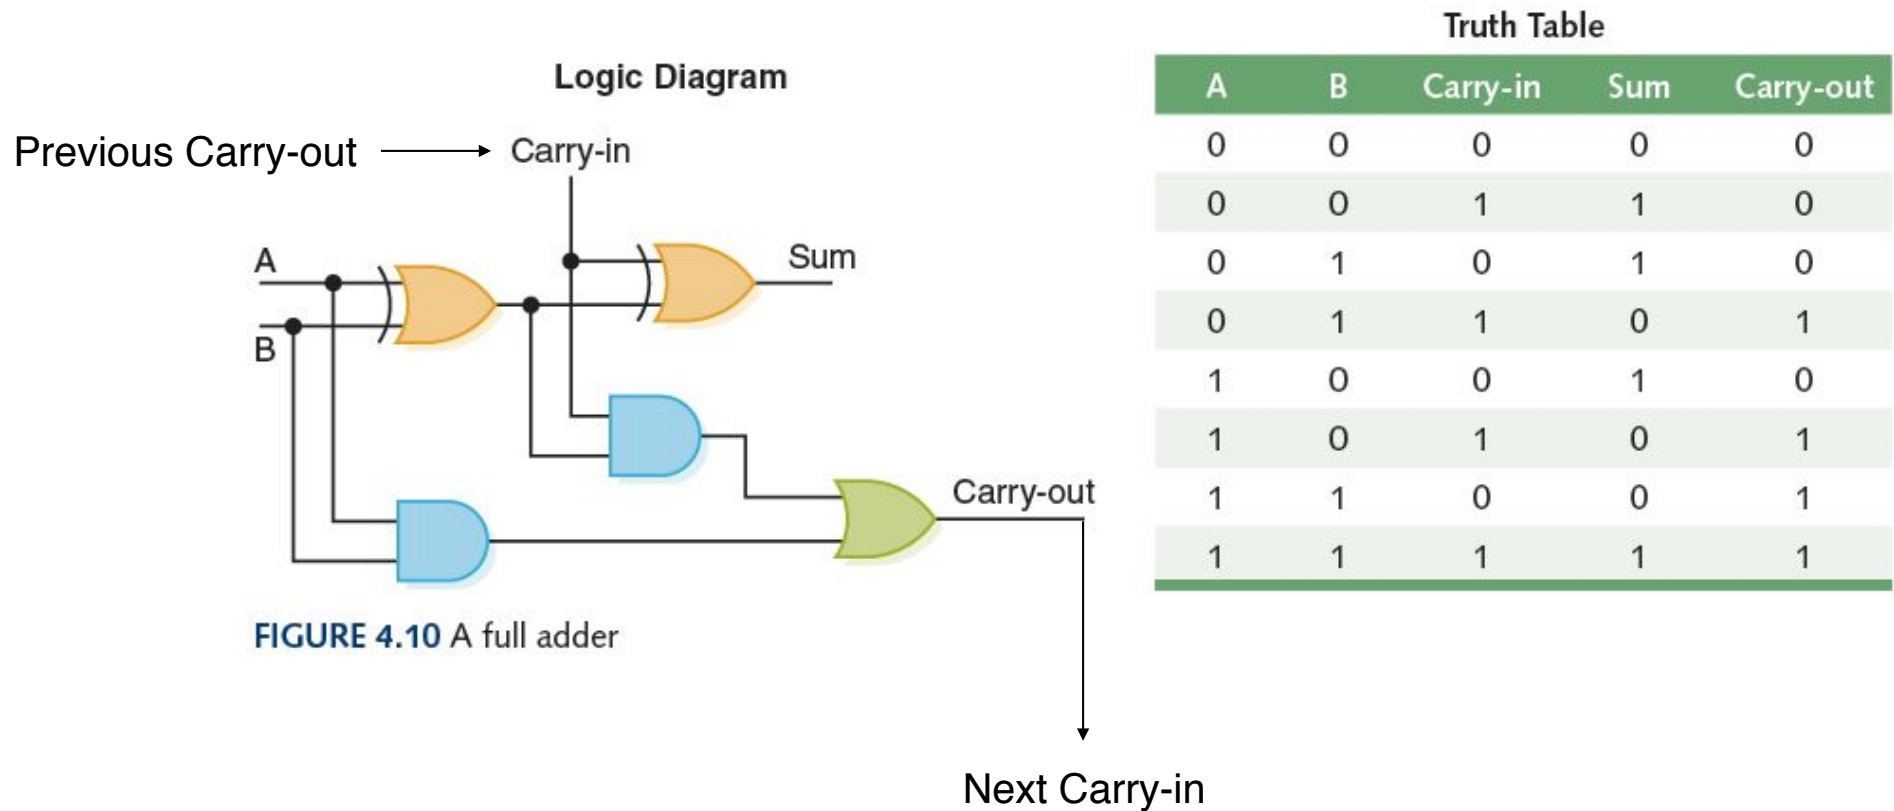 Logic Diagram
Previous Carry-out
Carry-in
A
B
Sum
Carry-out
FIGURE 4.10 A full adder
Next Carry-in
Truth Table
A B Carry-in Sum Carry-out
0 0 0 0 0
0 0 1 1 0
0 1 0 1 0
0 1 1 0 1
1 0 0 1 0
1 0 1 0 1
1 1 0 0 1
1 1 1 1 1